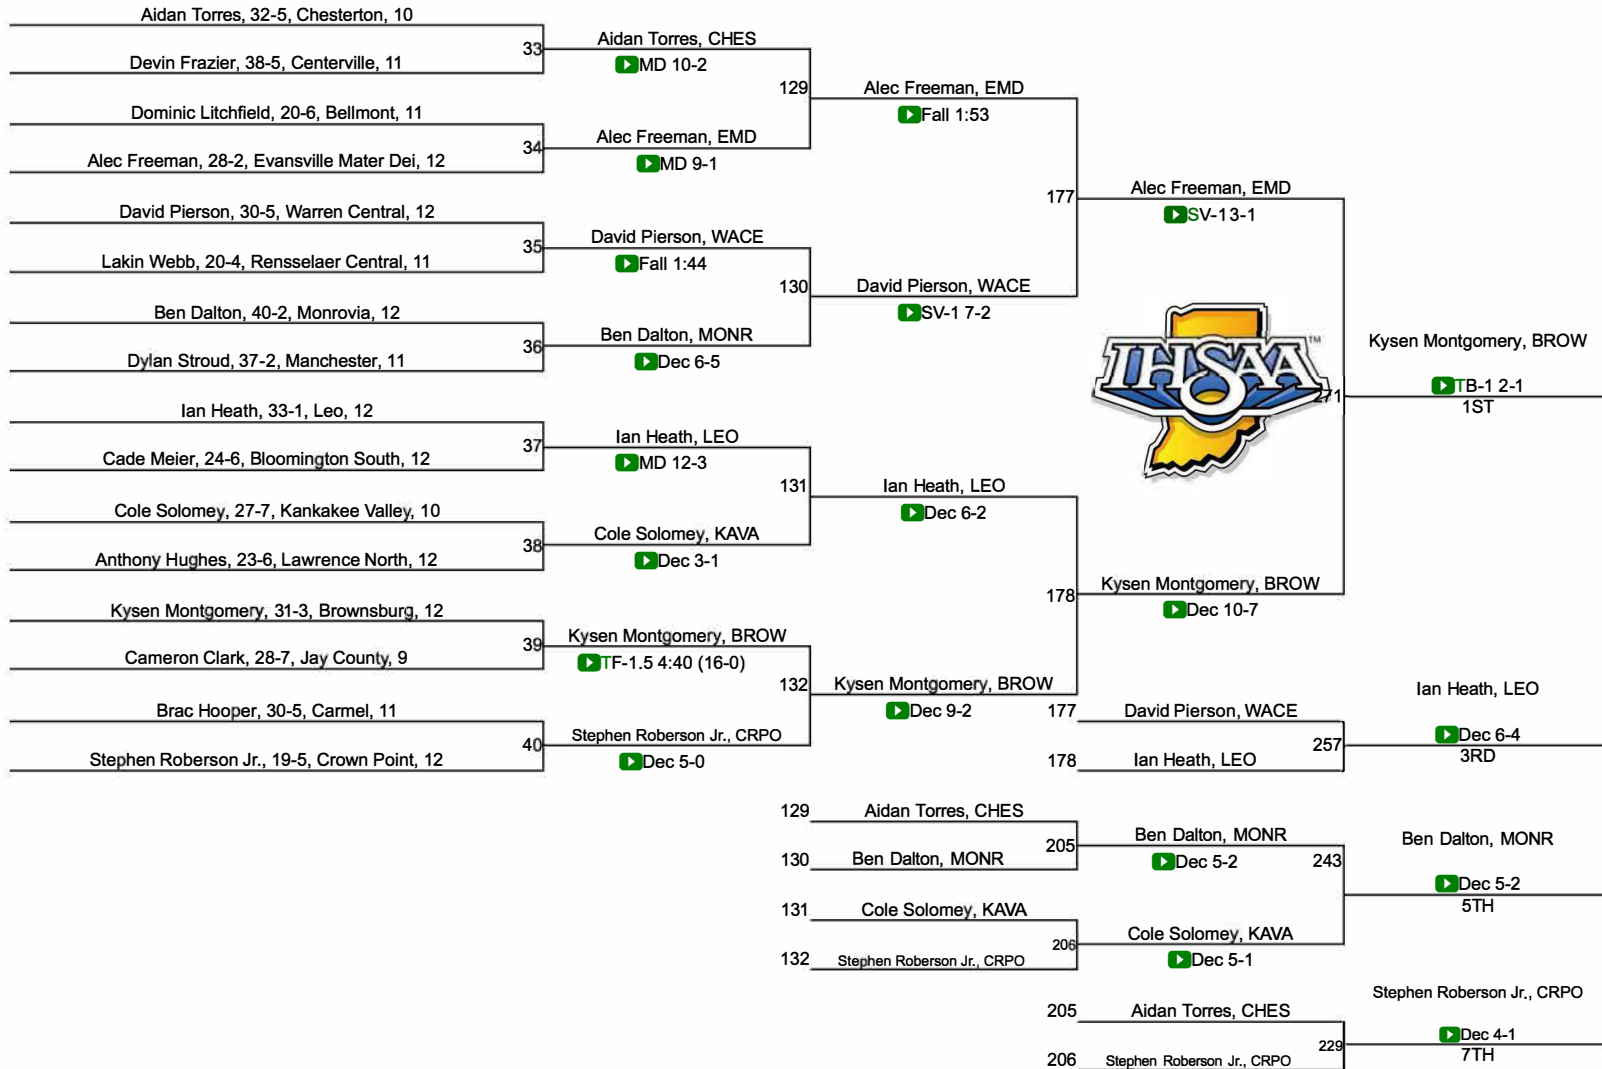 Aidan Torres, 32-5, Chesterton, 10
33
Devin Frazier, 38-5, Centerville, 11
Aidan Torres, CHES
MD 10-2
129
Dominic Litchfield, 20-6, Bellmont, 11
34
Alec Freeman, 28-2, Evansville Mater Dei, 12
Alec Freeman, EMD
MD 9-1
Alec Freeman, EMD
Fall 1:53
177
David Pierson, 30-5, Warren Central, 12
35
Lakin Webb, 20-4, Rensselaer Central, 11
David Pierson, WACE
Fall 1:44
130
Ben Dalton, 40-2, Monrovia, 12
36
Dylan Stroud, 37-2, Manchester, 11
Ben Dalton, MONR
Dec 6-5
David Pierson, WACE
SV-1 7-2
Alec Freeman, EMD
SV-1 3-1
IHSAA
TM
271
Kysen Montgomery, BROW
TB-1 2-1
1ST
Ian Heath, 33-1, Leo, 12
37
Cade Meier, 24-6, Bloomington South, 12
Ian Heath, LEO
MD 12-3
131
Cole Solomey, 27-7, Kankakee Valley, 10
38
Anthony Hughes, 23-6, Lawrence North, 12
Cole Solomey, KAVA
Dec 3-1
Ian Heath, LEO
Dec 6-2
178
Kysen Montgomery, 31-3, Brownsburg, 12
39
Cameron Clark, 28-7, Jay County, 9
Kysen Montgomery, BROW
TF-1.5 4:40 (16-0)
132
Brac Hooper, 30-5, Carmel, 11
40
Stephen Roberson Jr., 19-5, Crown Point, 12
Stephen Roberson Jr., CRPO
Dec 5-0
Kysen Montgomery, BROW
Dec 9-2
Kysen Montgomery, BROW
Dec 10-7
177
David Pierson, WACE
257
178
Ian Heath, LEO
Ian Heath, LEO
Dec 6-4
3RD
129
Aidan Torres, CHES
205
130
Ben Dalton, MONR
Ben Dalton, MONR
Dec 5-2
243
131
Cole Solomey, KAVA
206
132
Stephen Roberson Jr., CRPO
Cole Solomey, KAVA
Dec 5-1
Ben Dalton, MONR
Dec 5-2
5TH
205
Aidan Torres, CHES
229
206
Stephen Roberson Jr., CRPO
Stephen Roberson Jr., CRPO
Dec 4-1
7TH